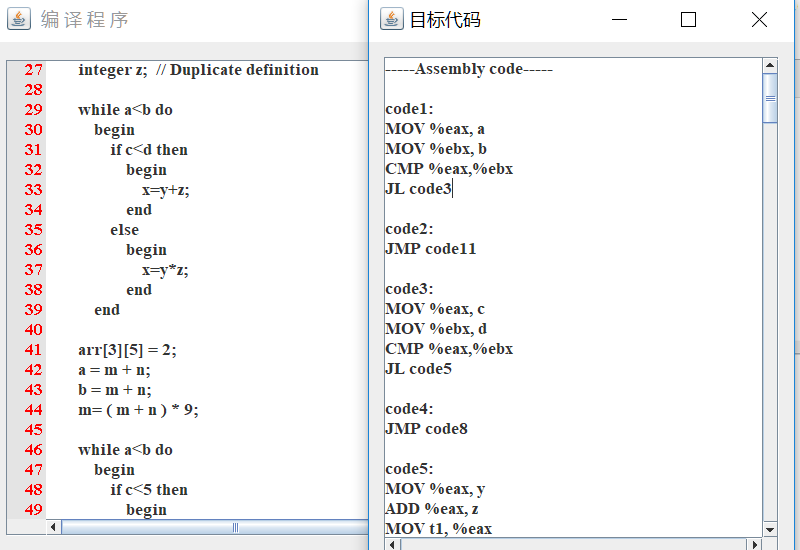 编译程序
27 integer z; // Duplicate definition
28
29 while a<b do
30 begin
31 if c<d then
32 begin
33 x=y+z;
34 end
35 else
36 begin
37 x=y*z;
38 end
39 end
40
41 arr[3][5] = 2;
42 a = m + n;
43 b = m + n;
44 m= ( m + n ) * 9;
45
46 while a<b do
47 begin
48 if c<5 then
49 begin
目标代码
-----Assembly code-----
code1:
MOV %eax, a
MOV %ebx, b
CMP %eax,%ebx
JL code3
code2:
JMP code11
code3:
MOV %eax, c
MOV %ebx, d
CMP %eax,%ebx
JL code5
code4:
JMP code8
code5:
MOV %eax, y
ADD %eax, z
MOV t1, %eax